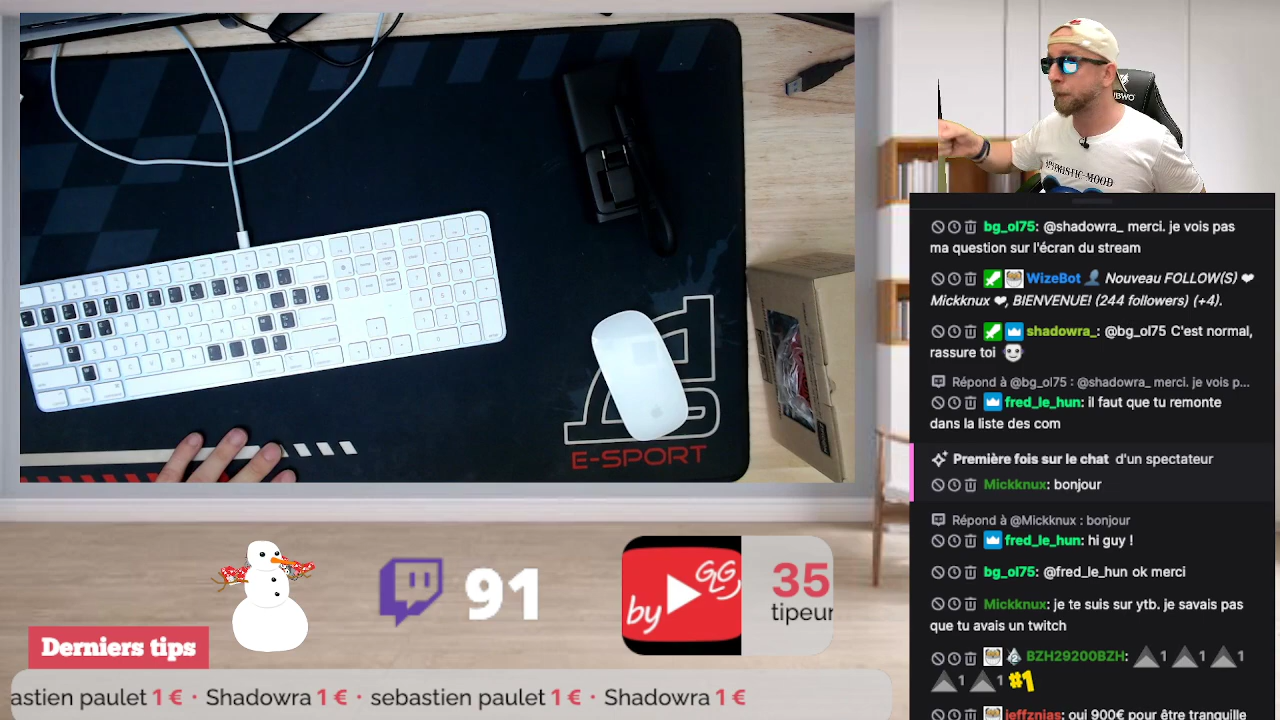 E-SPORT
MISTIC-MOOD
bg_ol75: @shadowra_ merci. je vois pas
ma question sur l'écran du stream
WizeBot Nouveau FOLLOW(S)
Mickknux , BIENVENUE! (244 followers) (+4).
shadowra_: @bg_ol75 C'est normal,
rassure toi
Répond à @bg_ol75 : @shadowra_ merci. je vois p...
fred_le_hun: il faut que tu remonte
dans la liste des com
Première fois sur le chat d'un spectateur
Mickknux: bonjour
Répond à @Mickknux : bonjour
fred_le_hun: hi guy !
bg_ol75: @fred_le_hun ok merci
Mickknux: je te suis sur ytb. je savais pas
que tu avais un twitch
BZH29200BZH: 1 1 1
1 1 #1
jeffznias: oui 900€ pour être tranquille
91
by GG
35
tipeur
Derniers tips
astien paulet 1 € · Shadowra 1 € · sebastien paulet 1 € · Shadowra 1 €